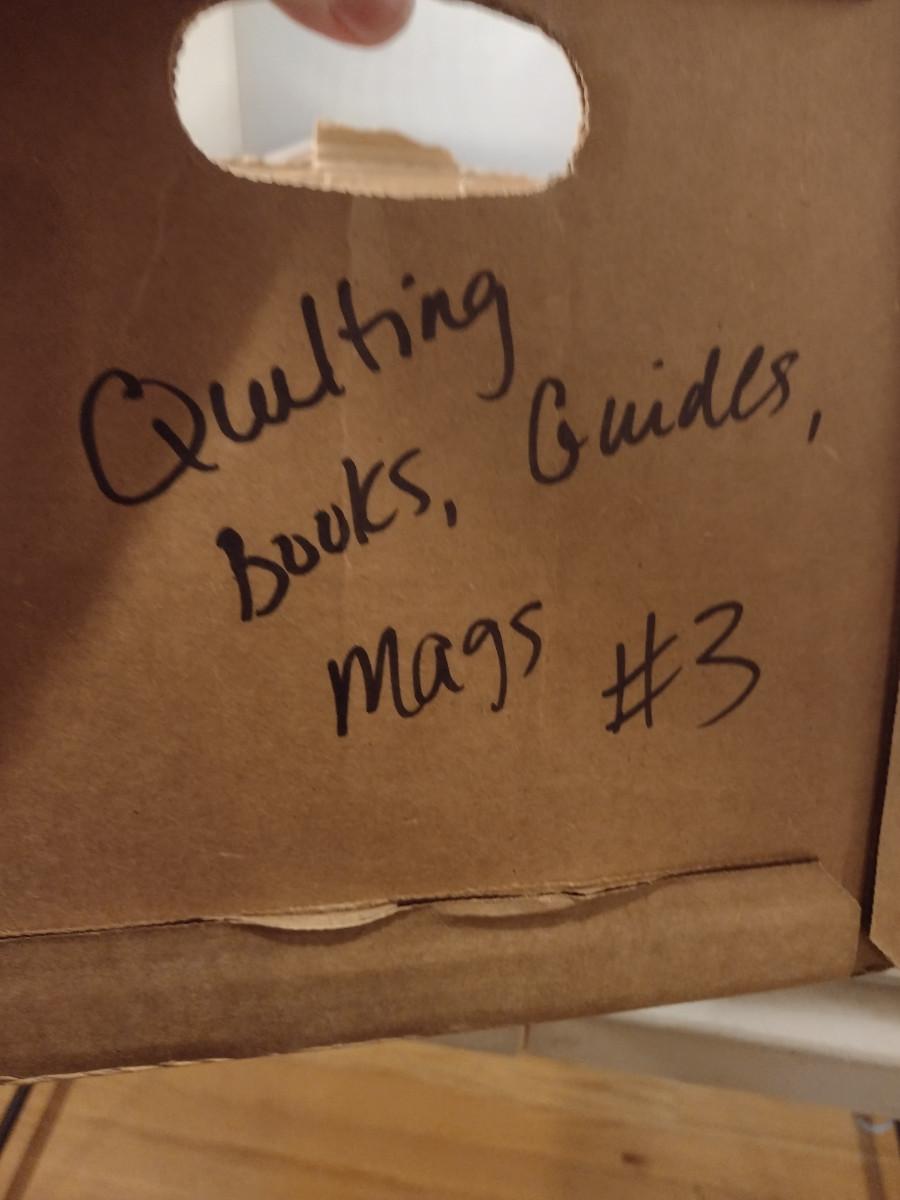 Quilting
Books, Guides,
Mags #3